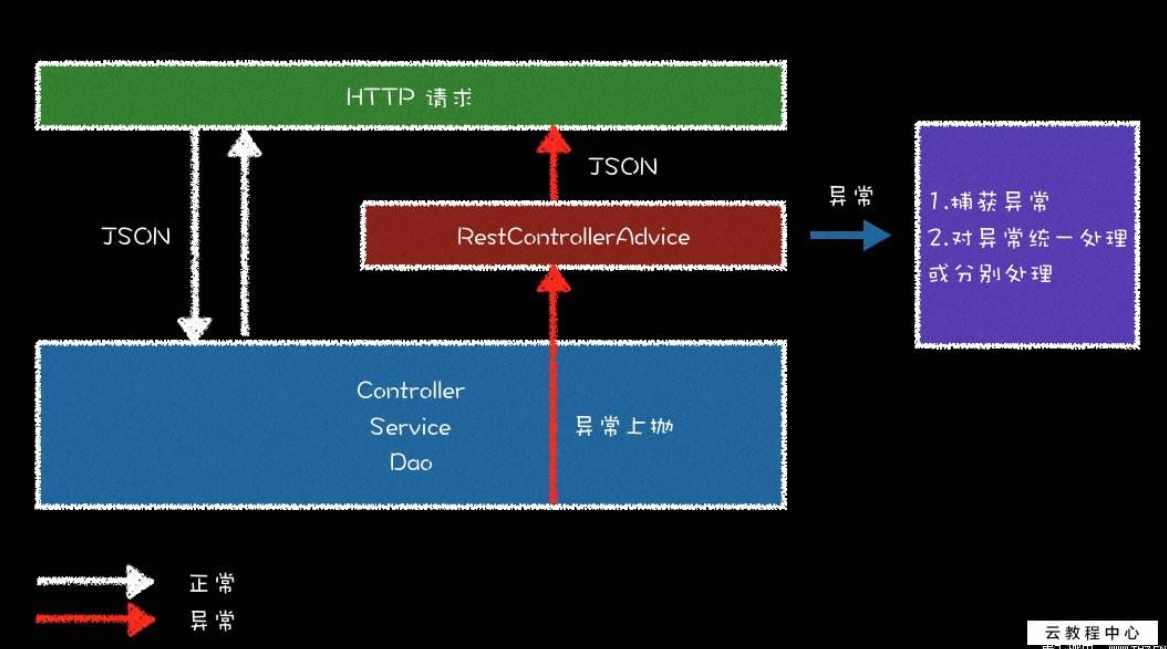 HTTP 请求
JSON
JSON
异常
RestControllerAdvice
1.捕获异常
2.对异常统一处理
或分别处理
Controller
Service
Dao
异常上抛
正常
异常
云教程中心